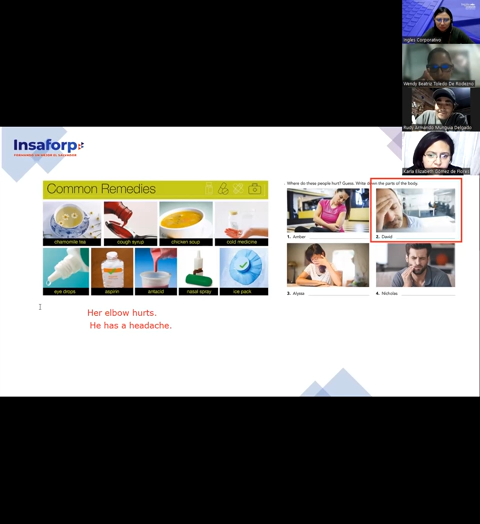 Ingles Corporativo
Wendy Beatriz Toledo De Rodezno
Rudy Armando Munguia Delgado
Karla Elizabeth Gómez de Flores
Insaforp
Common Remedies
chamomile tea
cough syrup
chicken soup
cold medicine
eye drops
aspirin
antacid
nasal spray
ice pack
Where do these people hurt? Guess. Write down the parts of the body.
1. Amber
2. David
3. Alyssa
4. Nicholas
Her elbow hurts.
He has a headache.